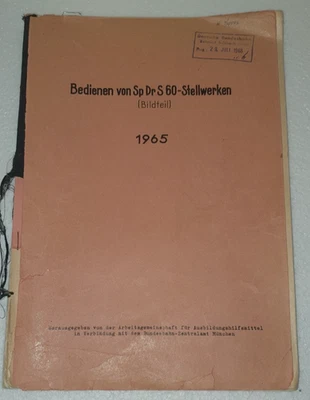 Bedienen von Sp Dr S 60-Stellwerken
(Bildteil)
1965
Herausgegeben von der Arbeitsgemeinschaft für Ausbildungshilfsmittel
in Verbindung mit dem Bundesbahn-Zentralamt München